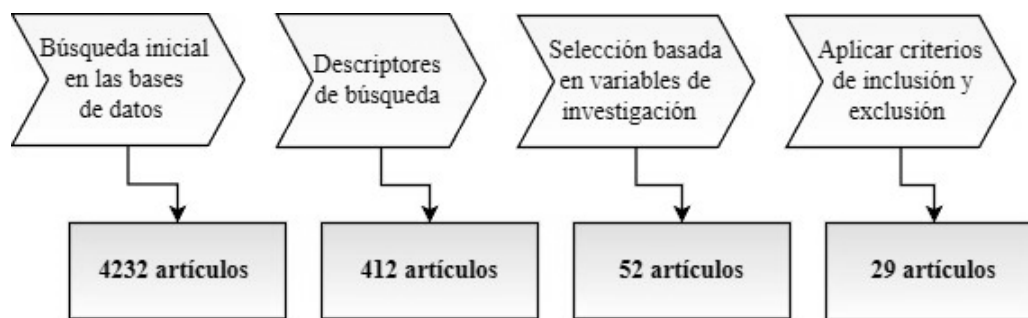 Búsqueda inicial
en las bases
de datos
Descriptores
de búsqueda
Selección basada
en variables de
investigación
Aplicar criterios
de inclusión y
exclusión
4232 artículos
412 artículos
52 artículos
29 artículos